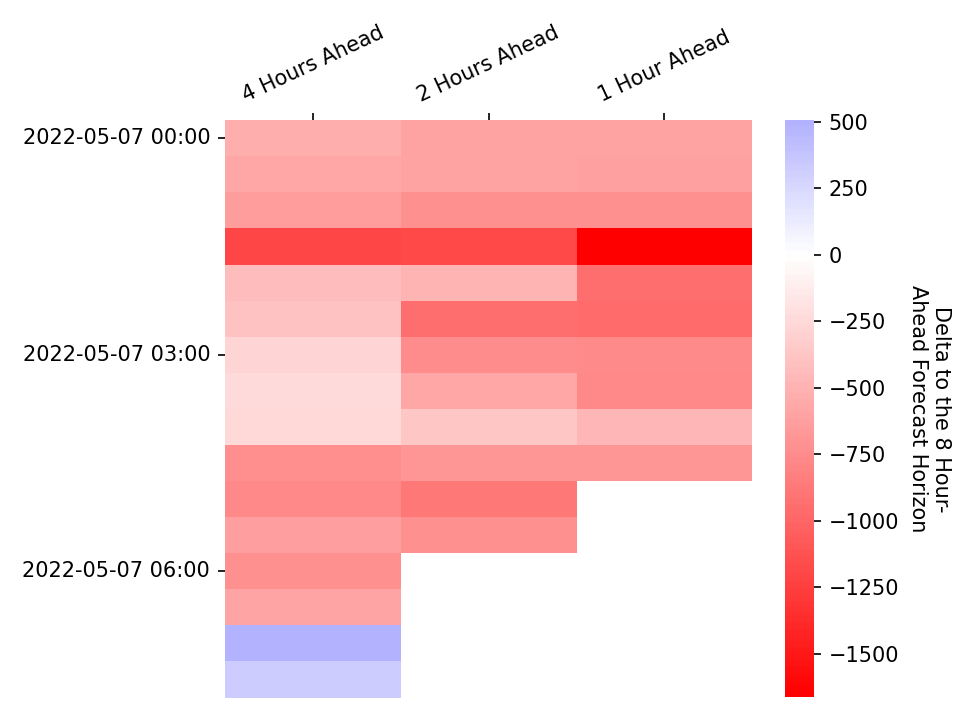 4 Hours Ahead
2 Hours Ahead
1 Hour Ahead
2022-05-07 00:00
2022-05-07 03:00
2022-05-07 06:00
500
250
0
−250
−500
−750
−1000
−1250
−1500
Delta to the 8 Hour-
Ahead Forecast Horizon